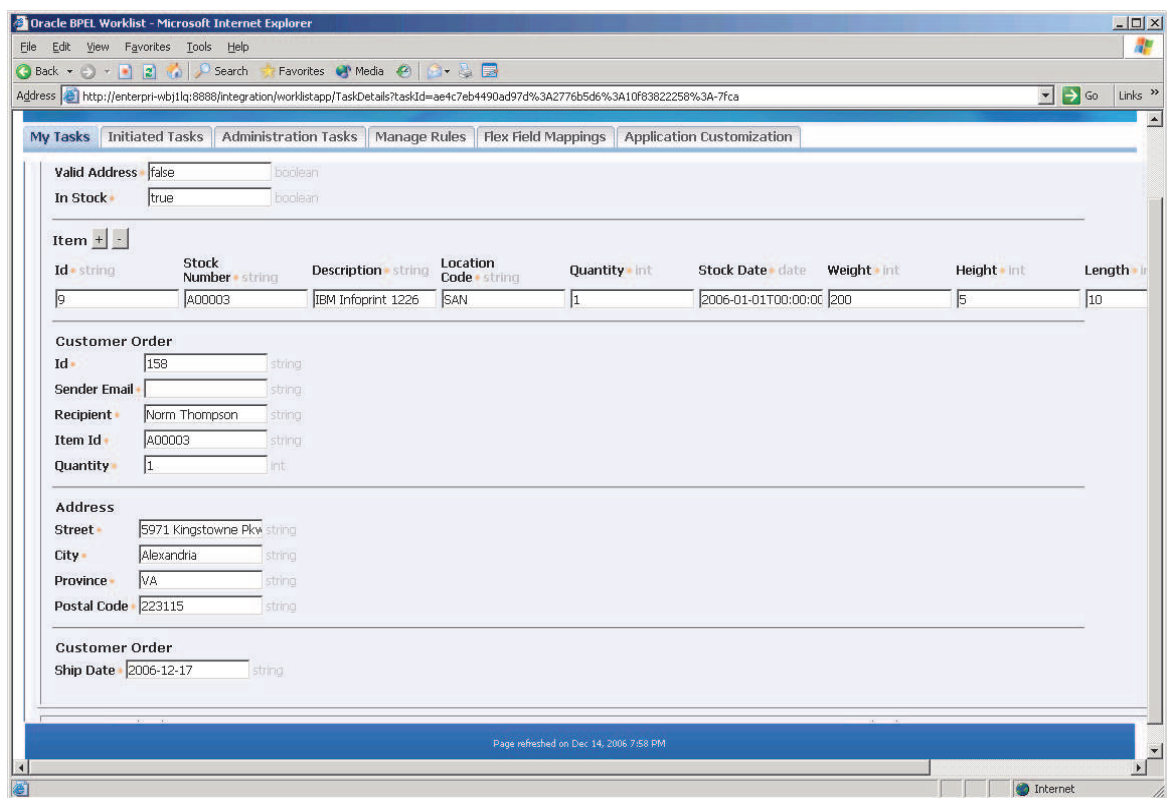 Oracle BPEL Worklist - Microsoft Internet Explorer
File Edit View Favorites Tools Help
Back Search Favorites Media
Address http://enterpri-wbj1lq:8888/integration/worklistapp/TaskDetails?taskId=ae4c7eb4490ad97d%3A2776b5d6%3A10f83822258%3A-7fca Go Links »
My Tasks Initiated Tasks Administration Tasks Manage Rules Flex Field Mappings Application Customization
Valid Address* false boolean
In Stock* true boolean
Item + -
Id* string Stock Number* string Description* string Location Code* string Quantity* int Stock Date* date Weight* int Height* int Length*
9 A00003 IBM Infoprint 1226 SAN 1 2006-01-01T00:00:00 200 5 10
Customer Order
Id* 158 string
Sender Email* string
Recipient* Norm Thompson string
Item Id* A00003 string
Quantity* 1 int
Address
Street* 5971 Kingstowne Pkw string
City* Alexandria string
Province* VA string
Postal Code* 223115 string
Customer Order
Ship Date* 2006-12-17 string
Page refreshed on Dec 14, 2006 7:58 PM
Internet